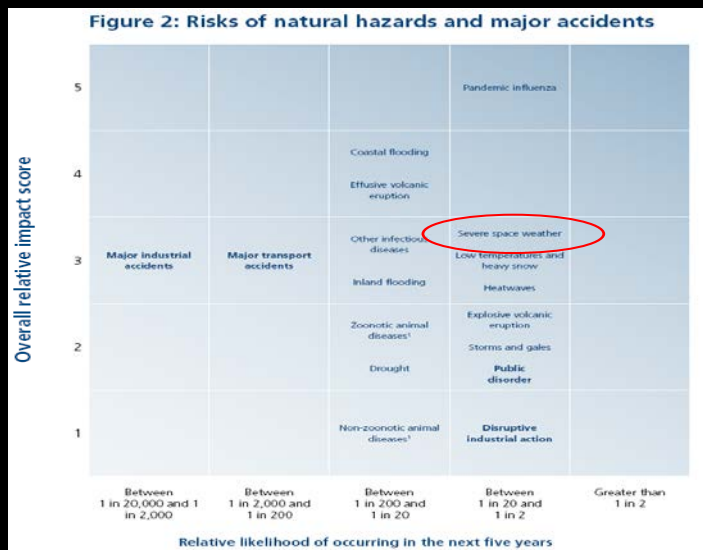 Figure 2: Risks of natural hazards and major accidents
Overall relative impact score
5
Pandemic influenza
4
Coastal flooding
Effusive volcanic
eruption
3
Major industrial
accidents
Major transport
accidents
Other infectious
diseases
Inland flooding
Severe space weather
Low temperatures and
heavy snow
Heatwaves
2
Zoonotic animal
diseases¹
Drought
Explosive volcanic
eruption
Storms and gales
Public
disorder
1
Non-zoonotic animal
diseases¹
Disruptive
industrial action
Between
1 in 20,000 and 1
in 2,000
Between
1 in 2,000 and
1 in 200
Between
1 in 200 and
1 in 20
Between
1 in 20 and
1 in 2
Greater than
1 in 2
Relative likelihood of occurring in the next five years